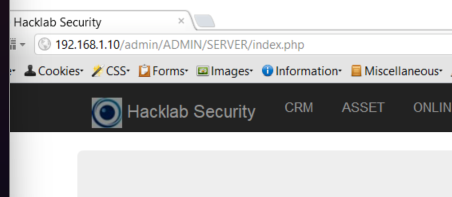 Hacklab Security
192.168.1.10/admin/ADMIN/SERVER/index.php
Cookies CSS Forms Images Information Miscellaneous
Hacklab Security CRM ASSET